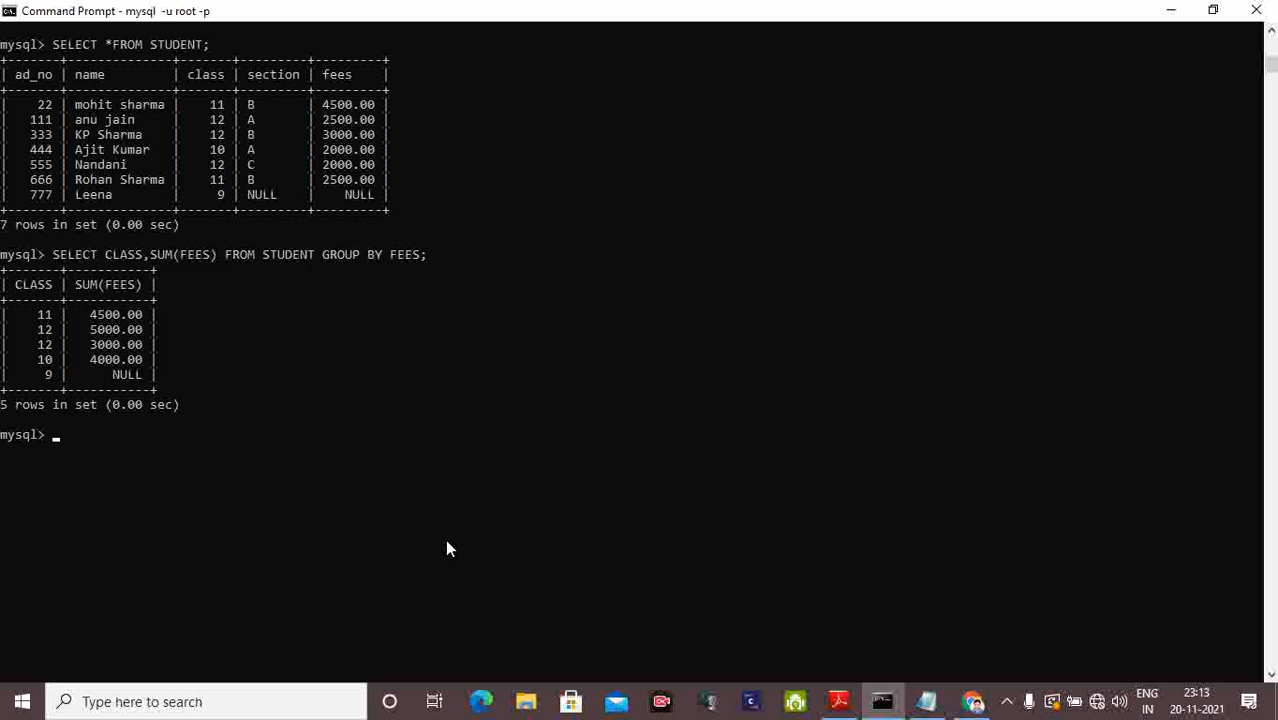 Command Prompt - mysql -u root -p
mysql> SELECT *FROM STUDENT;
+-------+--------------+-------+---------+---------+
| ad_no | name         | class | section | fees    |
+-------+--------------+-------+---------+---------+
|    22 | mohit sharma |    11 | B       | 4500.00 |
|   111 | anu jain     |    12 | A       | 2500.00 |
|   333 | KP Sharma    |    12 | B       | 3000.00 |
|   444 | Ajit Kumar   |    10 | A       | 2000.00 |
|   555 | Nandani      |    12 | C       | 2000.00 |
|   666 | Rohan Sharma |    11 | B       | 2500.00 |
|   777 | Leena        |     9 | NULL    |    NULL |
+-------+--------------+-------+---------+---------+
7 rows in set (0.00 sec)
mysql> SELECT CLASS,SUM(FEES) FROM STUDENT GROUP BY FEES;
+-------+-----------+
| CLASS | SUM(FEES) |
+-------+-----------+
|    11 |   4500.00 |
|    12 |   5000.00 |
|    12 |   3000.00 |
|    10 |   4000.00 |
|     9 |      NULL |
+-------+-----------+
5 rows in set (0.00 sec)
mysql> _
Type here to search
ENG
IN
23:13
20-11-2021